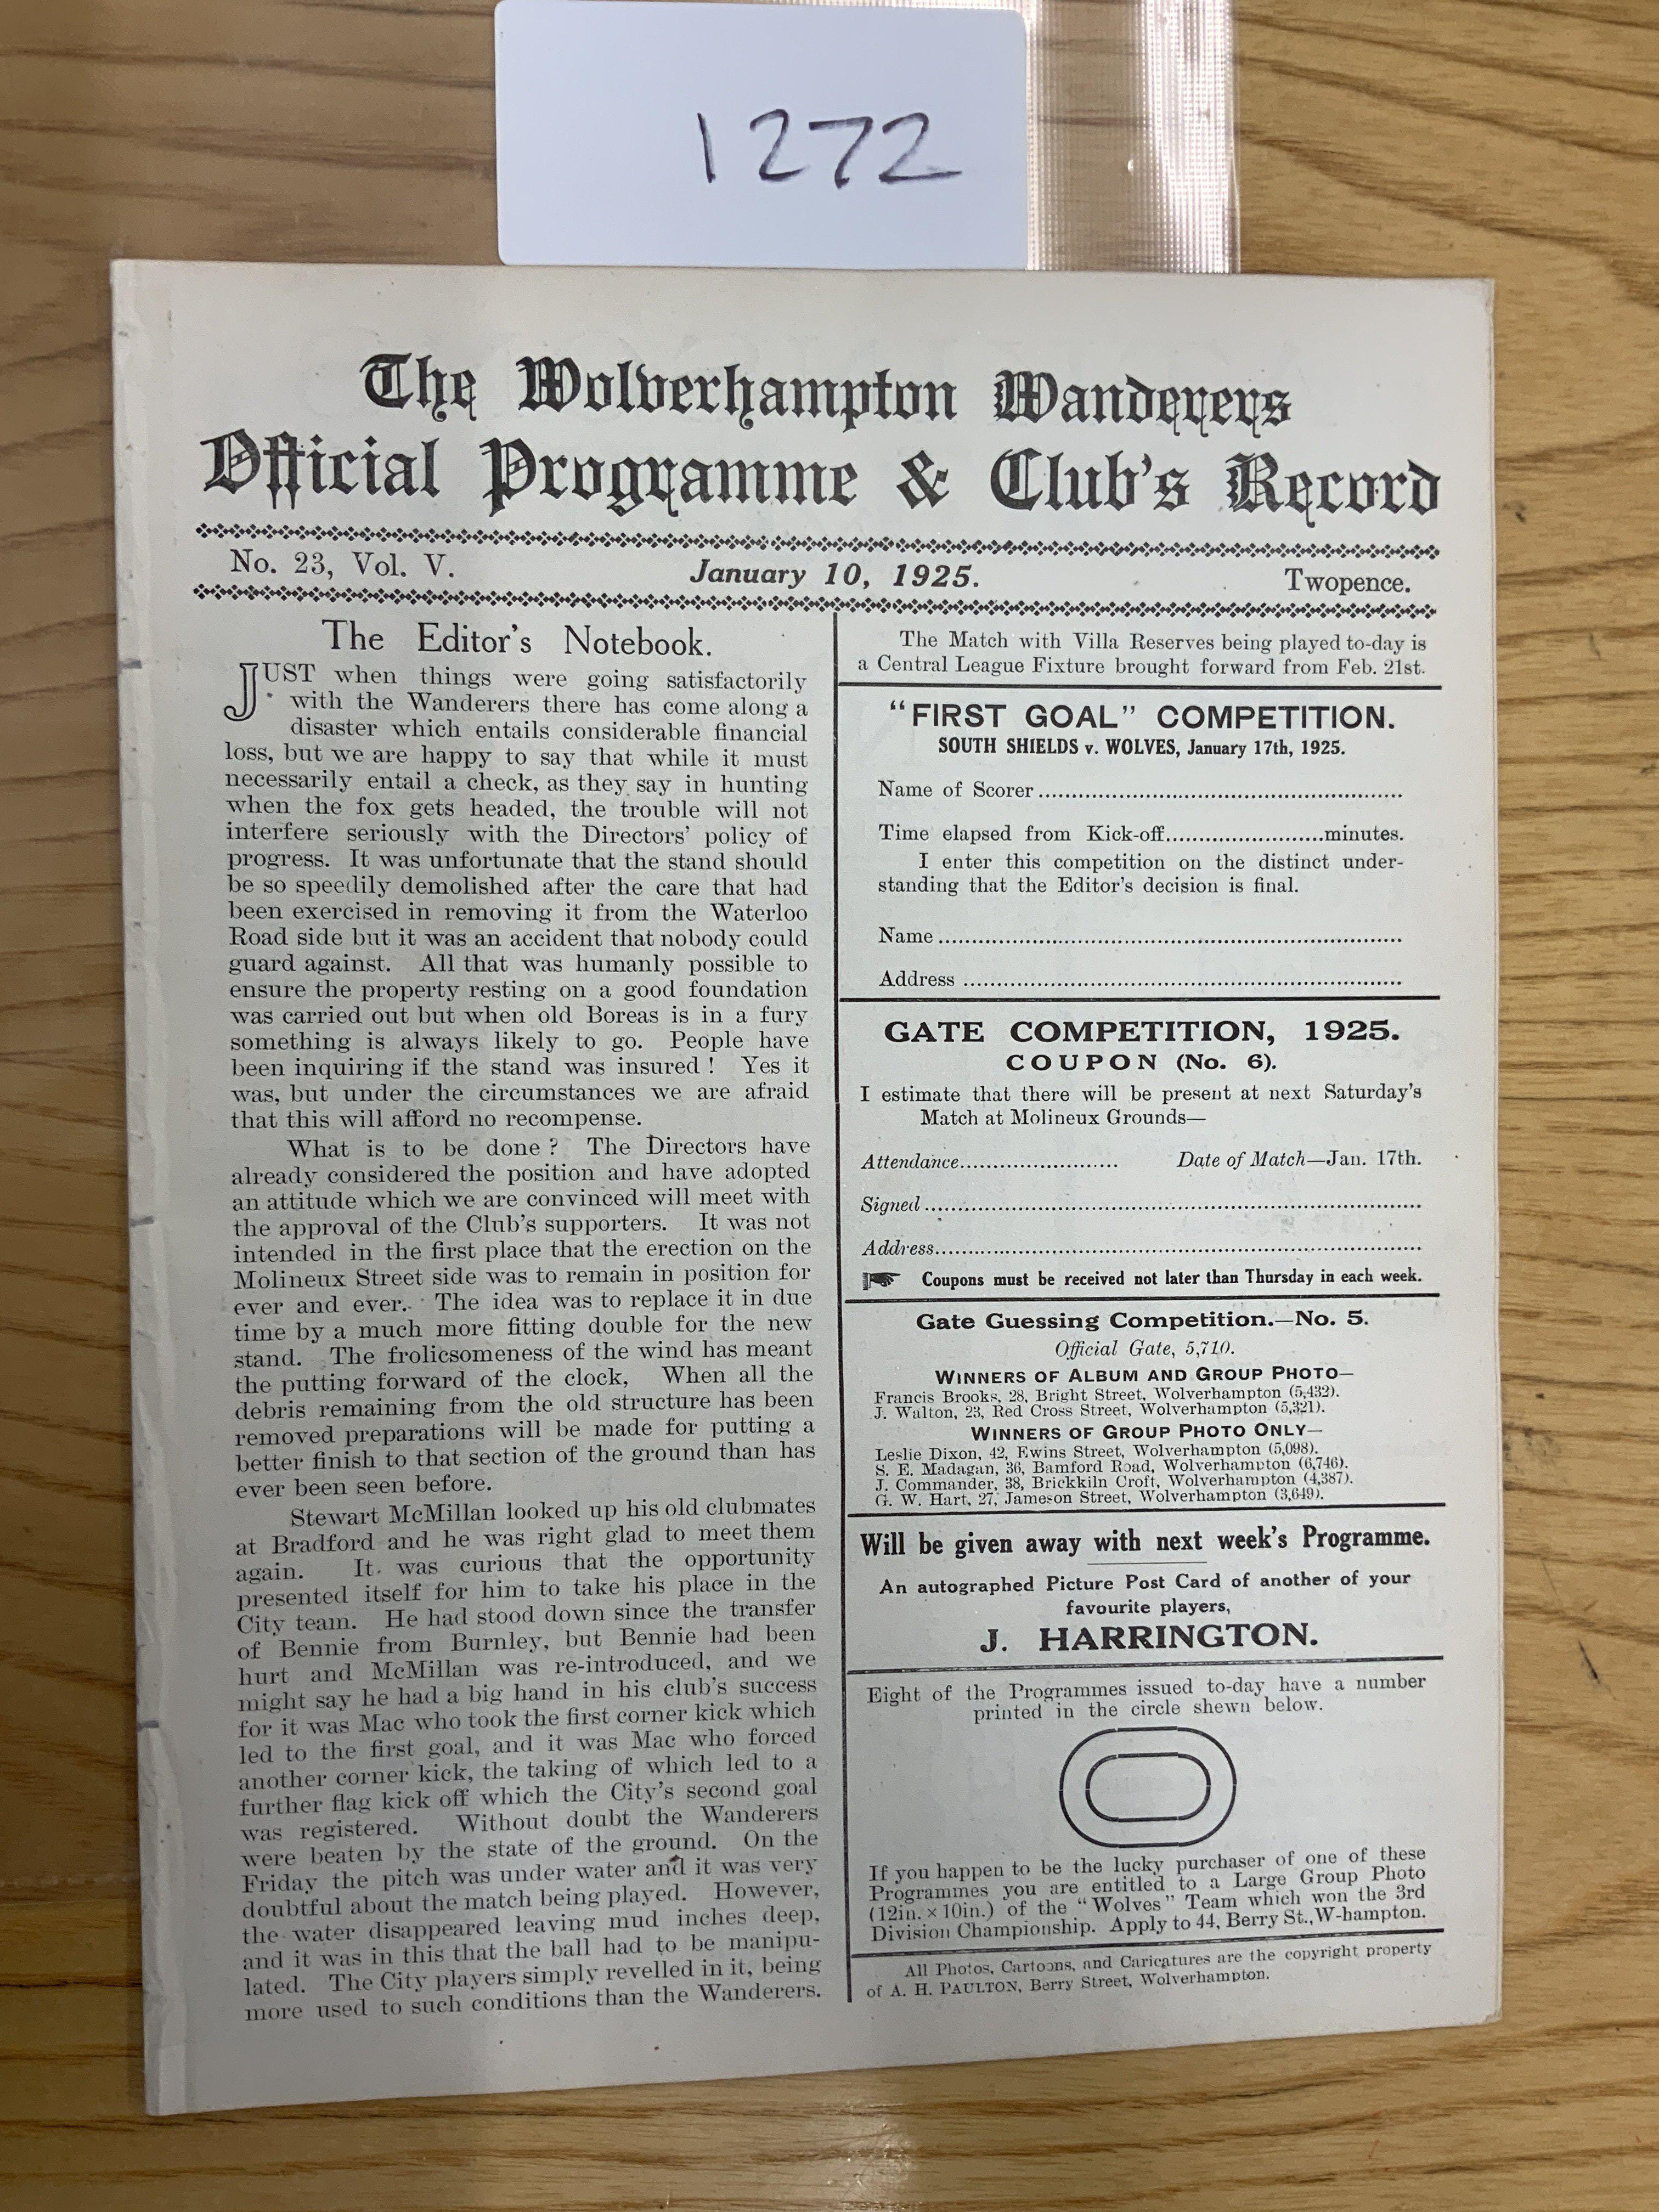 1272
The Wolverhampton Wanderers
Official Programme & Club's Record
No. 23, Vol. V.
January 10, 1925.
Twopence.
The Editor's Notebook.
JUST when things were going satisfactorily
with the Wanderers there has come along a
disaster which entails considerable financial
loss, but we are happy to say that while it must
necessarily entail a check, as they say in hunting
when the fox gets headed, the trouble will not
interfere seriously with the Directors' policy of
progress. It was unfortunate that the stand should
be so speedily demolished after the care that had
been exercised in removing it from the Waterloo
Road side but it was an accident that nobody could
guard against. All that was humanly possible to
ensure the property resting on a good foundation
was carried out but when old Boreas is in a fury
something is always likely to go. People have
been inquiring if the stand was insured ! Yes it
was, but under the circumstances we are afraid
that this will afford no recompense.
What is to be done ? The Directors have
already considered the position and have adopted
an attitude which we are convinced will meet with
the approval of the Club's supporters. It was not
intended in the first place that the erection on the
Molineux Street side was to remain in position for
ever and ever. The idea was to replace it in due
time by a much more fitting double for the new
stand. The frolicsomeness of the wind has meant
the putting forward of the clock, When all the
debris remaining from the old structure has been
removed preparations will be made for putting a
better finish to that section of the ground than has
ever been seen before.
Stewart McMillan looked up his old clubmates
at Bradford and he was right glad to meet them
again. It was curious that the opportunity
presented itself for him to take his place in the
City team. He had stood down since the transfer
of Bennie from Burnley, but Bennie had been
hurt and McMillan was re-introduced, and we
might say he had a big hand in his club's success
for it was Mac who took the first corner kick which
led to the first goal, and it was Mac who forced
another corner kick, the taking of which led to a
further flag kick off which the City's second goal
was registered. Without doubt the Wanderers
were beaten by the state of the ground. On the
Friday the pitch was under water and it was very
doubtful about the match being played. However,
the water disappeared leaving mud inches deep,
and it was in this that the ball had to be manipu-
lated. The City players simply revelled in it, being
more used to such conditions than the Wanderers.
The Match with Villa Reserves being played to-day is
a Central League Fixture brought forward from Feb. 21st.
"FIRST GOAL" COMPETITION.
SOUTH SHIELDS v. WOLVES, January 17th, 1925.
Name of Scorer ......................................................
Time elapsed from Kick-off.......................minutes.
I enter this competition on the distinct under-
standing that the Editor's decision is final.
Name ......................................................................
Address ..................................................................
GATE COMPETITION, 1925.
COUPON (No. 6).
I estimate that there will be present at next Saturday's
Match at Molineux Grounds—
Attendance........................ Date of Match—Jan. 17th.
Signed ...........................................................................
Address..........................................................................
Coupons must be received not later than Thursday in each week.
Gate Guessing Competition.—No. 5.
Official Gate, 5,710.
WINNERS OF ALBUM AND GROUP PHOTO—
Francis Brooks, 28, Bright Street, Wolverhampton (5,432).
J. Walton, 23, Red Cross Street, Wolverhampton (5,321).
WINNERS OF GROUP PHOTO ONLY—
Leslie Dixon, 42, Ewins Street, Wolverhampton (5,098).
S. E. Madagan, 36, Bamford Road, Wolverhampton (6,746).
J. Commander, 38, Brickkiln Croft, Wolverhampton (4,387).
G. W. Hart, 27, Jameson Street, Wolverhampton (3,649).
Will be given away with next week's Programme.
An autographed Picture Post Card of another of your
favourite players,
J. HARRINGTON.
Eight of the Programmes issued to-day have a number
printed in the circle shewn below.
If you happen to be the lucky purchaser of one of these
Programmes you are entitled to a Large Group Photo
(12in. × 10in.) of the "Wolves" Team which won the 3rd
Division Championship. Apply to 44, Berry St., W-hampton.
All Photos, Cartoons, and Caricatures are the copyright property
of A. H. PAULTON, Berry Street, Wolverhampton.